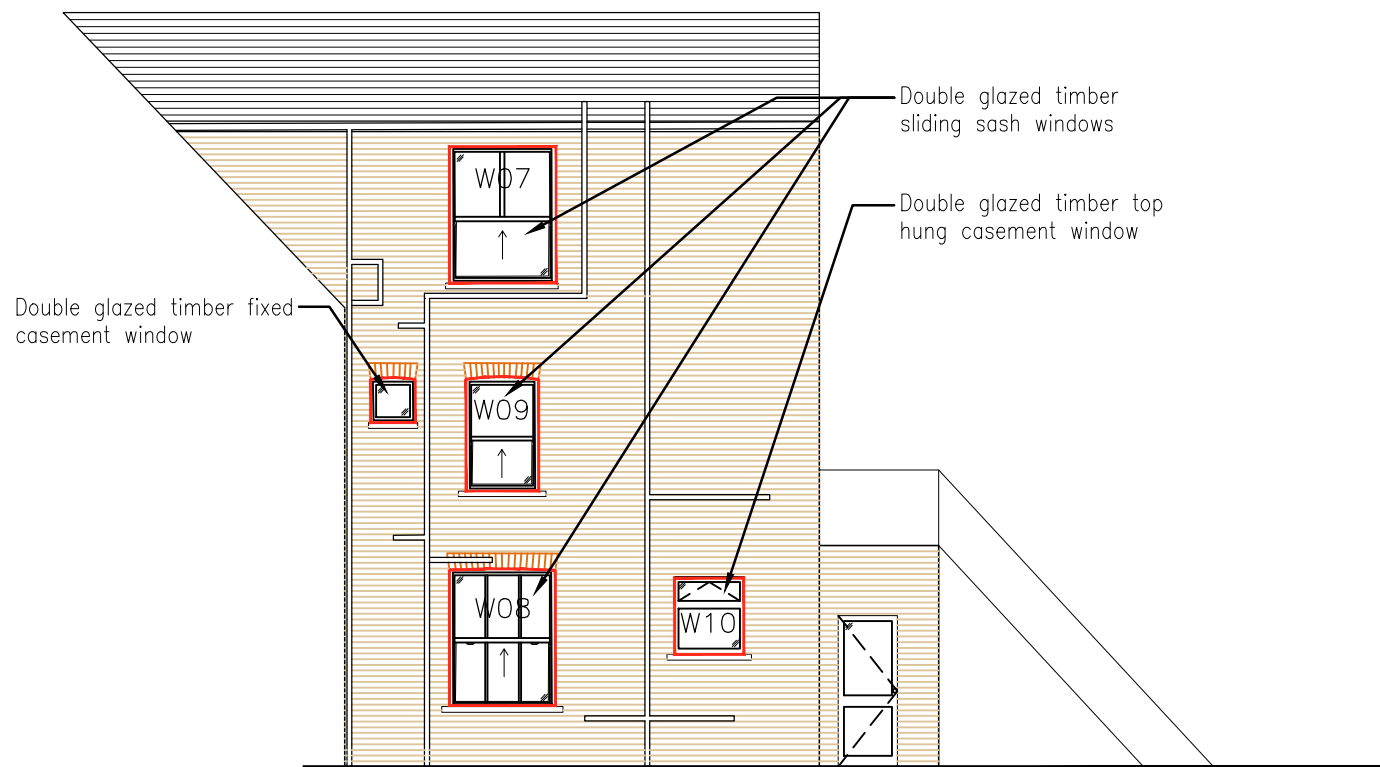 Double glazed timber
sliding sash windows
W07
Double glazed timber top
hung casement window
Double glazed timber fixed
casement window
W09
W08
W10